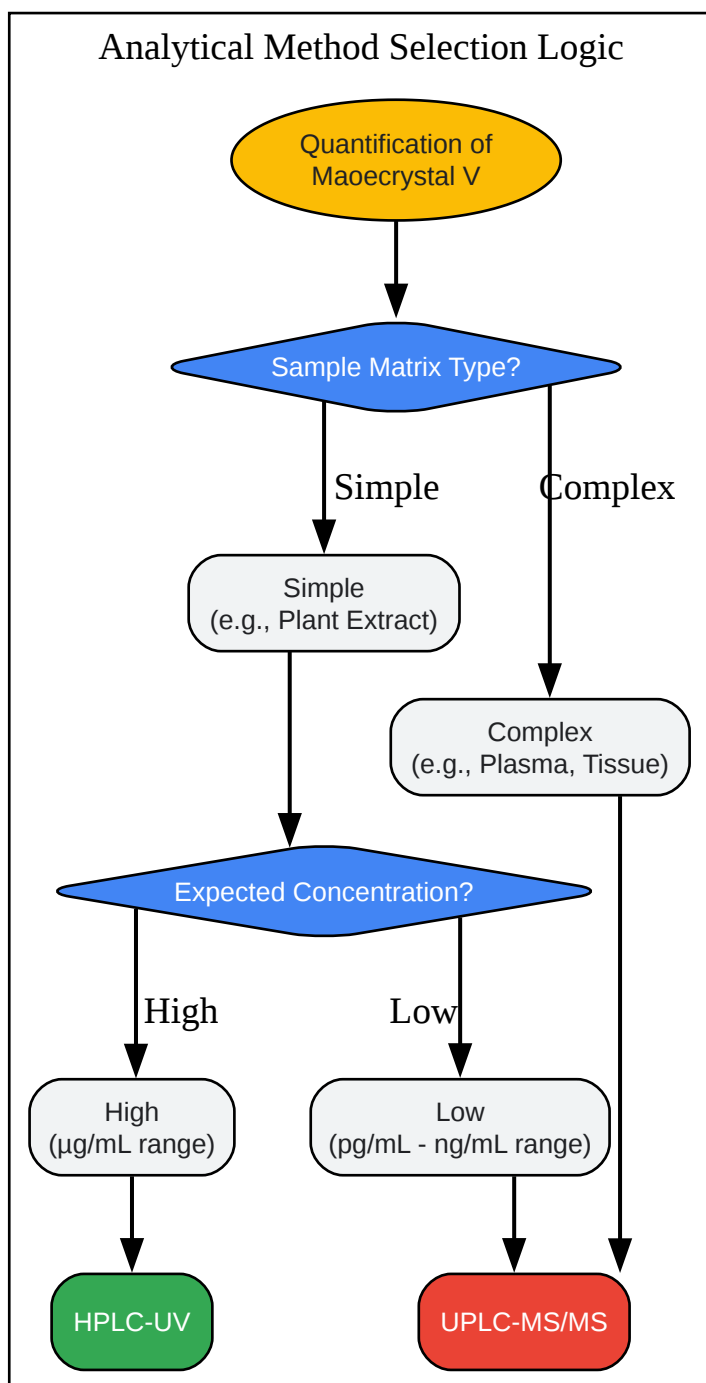 Analytical Method Selection Logic
Quantification of
Maoecrystal V
Sample Matrix Type?
Simple
Complex
Simple
(e.g., Plant Extract)
Complex
(e.g., Plasma, Tissue)
Expected Concentration?
High
Low
High
(µg/mL range)
Low
(pg/mL - ng/mL range)
HPLC-UV
UPLC-MS/MS